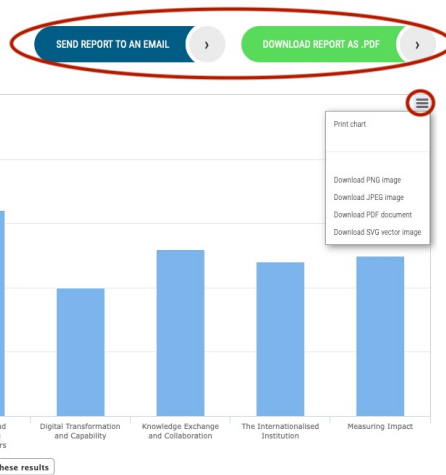 SEND REPORT TO AN EMAIL
DOWNLOAD REPORT AS .PDF
Print chart
Download PNG image
Download JPEG image
Download PDF document
Download SVG vector image
Digital Transformation
and Capability
Knowledge Exchange
and Collaboration
The Internationalised
Institution
Measuring Impact
hese results